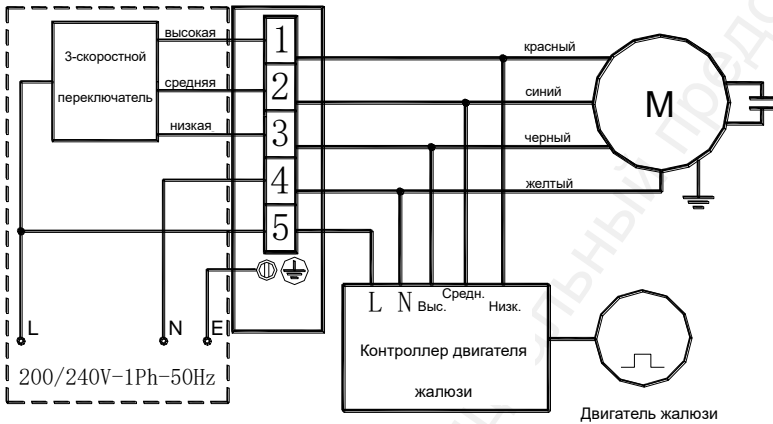 высокая
3-скоростной
переключатель
средняя
низкая
1
2
3
4
5
красный
синий
черный
желтый
M
L
N
E
200/240V-1Ph-50Hz
L N Выс. Средн. Низк.
Контроллер двигателя
жалюзи
Двигатель жалюзи